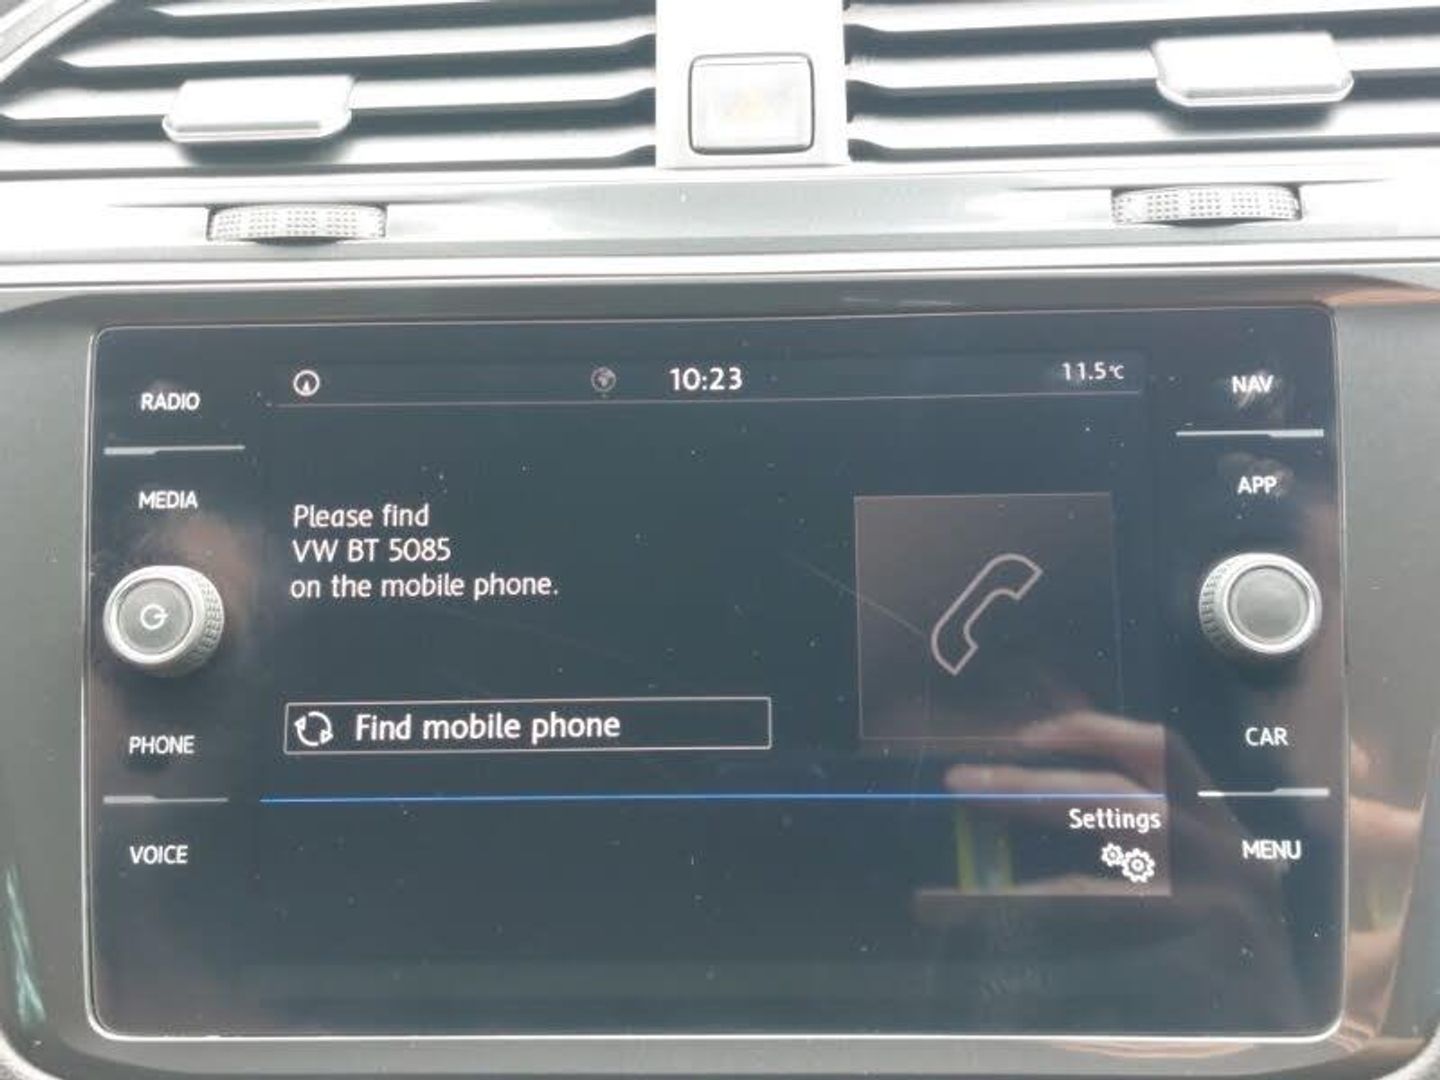 10:23
11.5°C
RADIO
MEDIA
PHONE
VOICE
Please find
VW BT 5085
on the mobile phone.
Find mobile phone
Settings
NAV
APP
CAR
MENU